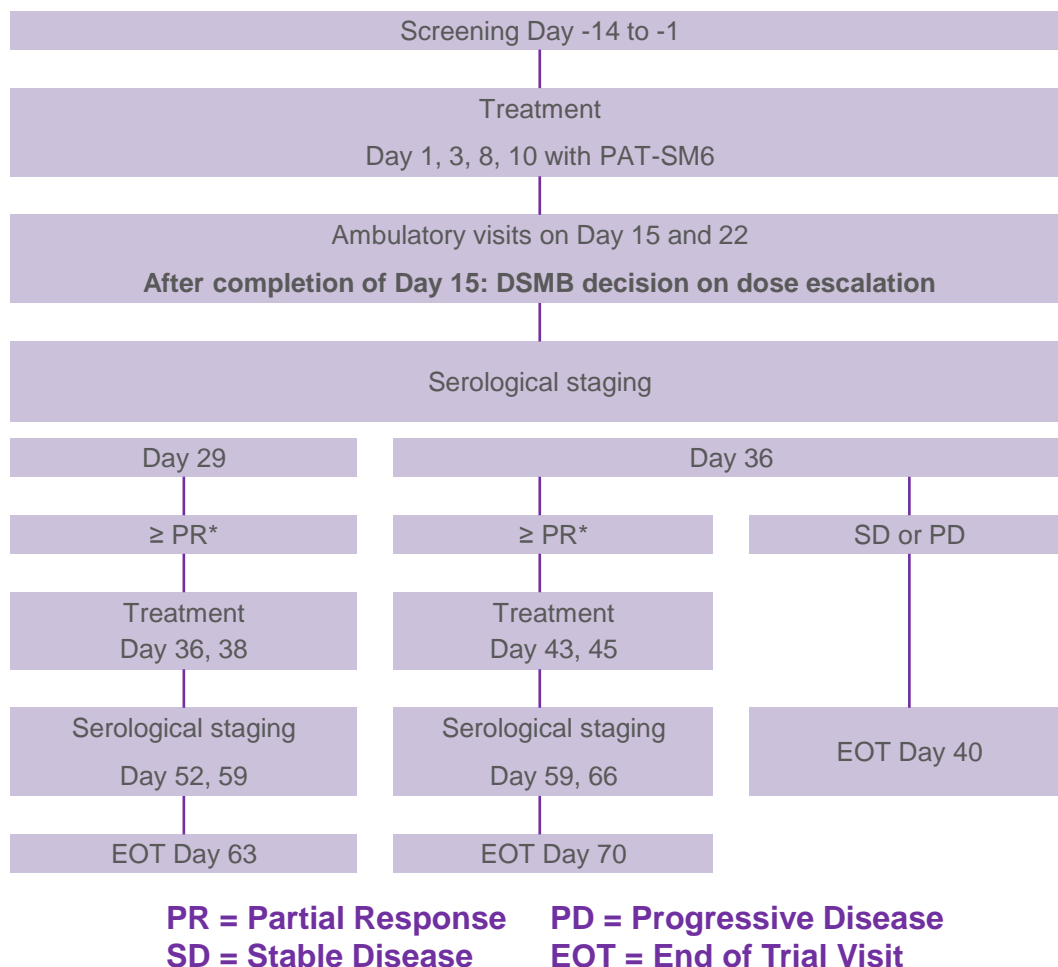 Screening Day -14 to -1
Treatment
Day 1, 3, 8, 10 with PAT-SM6
Ambulatory visits on Day 15 and 22
After completion of Day 15: DSMB decision on dose escalation
Serological staging
Day 29
Day 36
≥ PR*
≥ PR*
SD or PD
Treatment
Day 36, 38
Treatment
Day 43, 45
Serological staging
Day 52, 59
Serological staging
Day 59, 66
EOT Day 40
EOT Day 63
EOT Day 70
PR = Partial Response
PD = Progressive Disease
SD = Stable Disease
EOT = End of Trial Visit